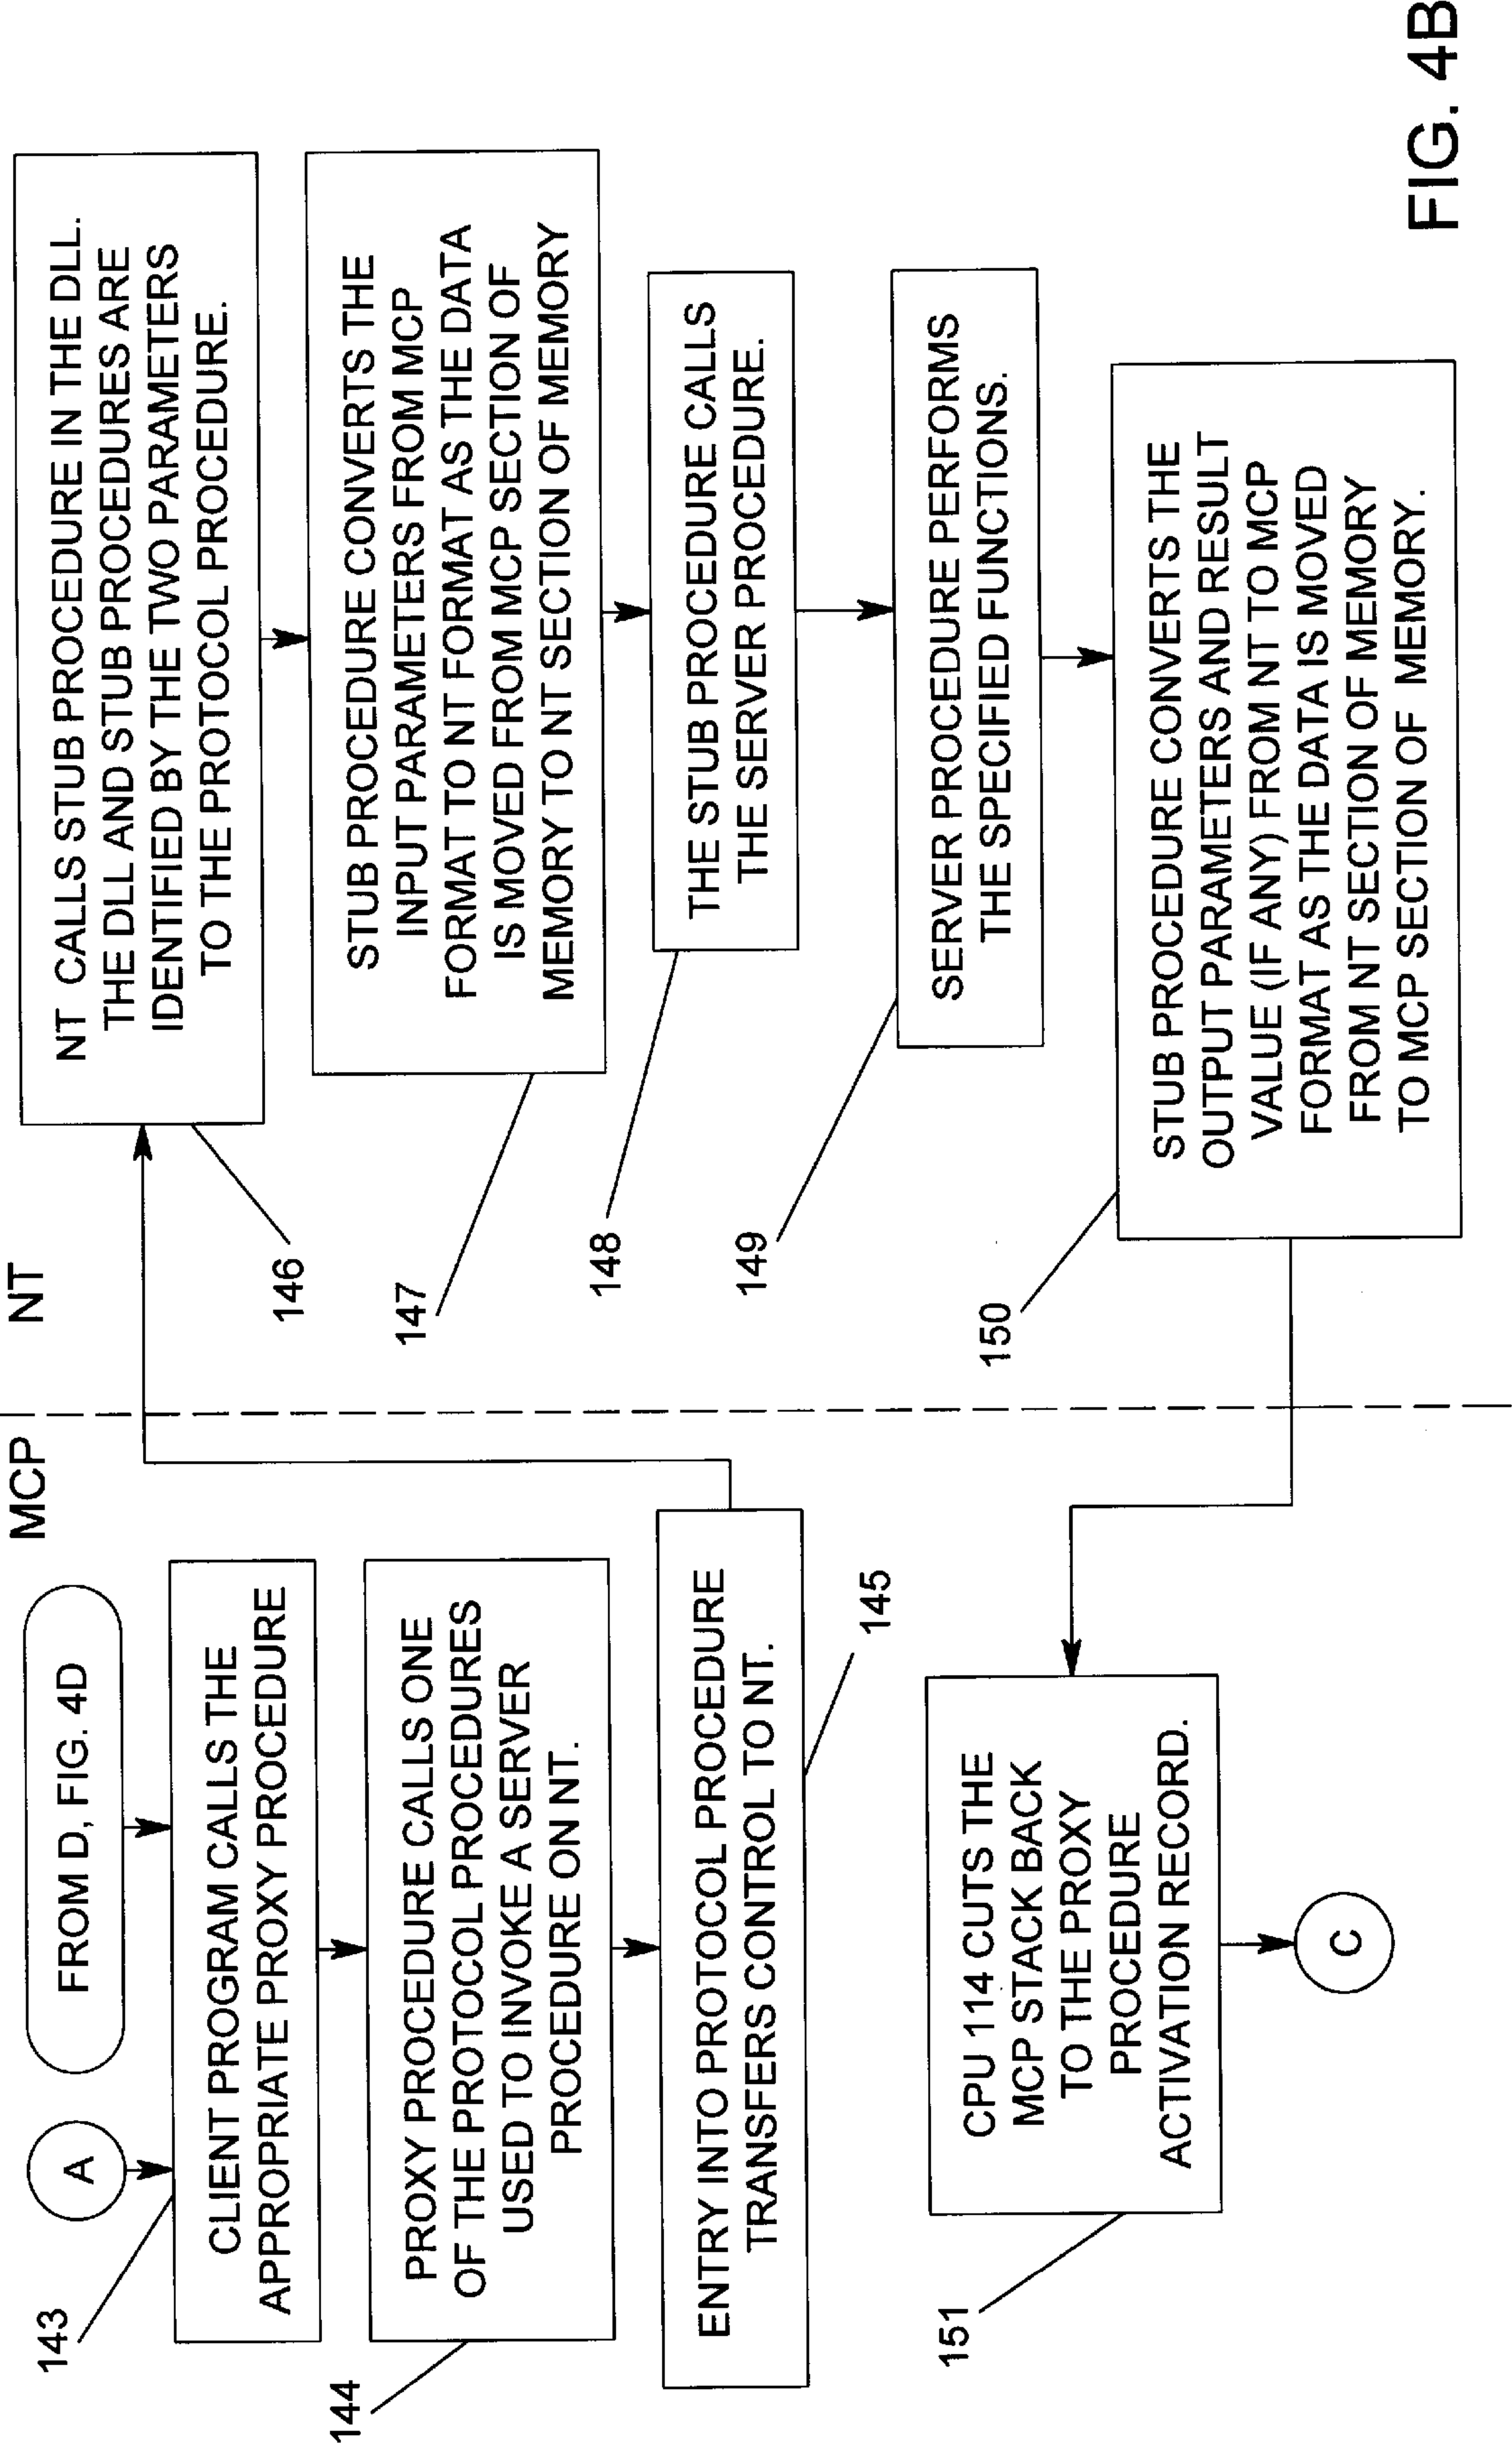 MCP
NT
A
FROM D, FIG. 4D
143
CLIENT PROGRAM CALLS THE
APPROPRIATE PROXY PROCEDURE
144
PROXY PROCEDURE CALLS ONE
OF THE PROTOCOL PROCEDURES
USED TO INVOKE A SERVER
PROCEDURE ON NT.
ENTRY INTO PROTOCOL PROCEDURE
TRANSFERS CONTROL TO NT.
145
NT CALLS STUB PROCEDURE IN THE DLL.
THE DLL AND STUB PROCEDURES ARE
IDENTIFIED BY THE TWO PARAMETERS
TO THE PROTOCOL PROCEDURE.
146
STUB PROCEDURE CONVERTS THE
INPUT PARAMETERS FROM MCP
FORMAT TO NT FORMAT AS THE DATA
IS MOVED FROM MCP SECTION OF
MEMORY TO NT SECTION OF MEMORY
147
THE STUB PROCEDURE CALLS
THE SERVER PROCEDURE.
148
SERVER PROCEDURE PERFORMS
THE SPECIFIED FUNCTIONS.
149
STUB PROCEDURE CONVERTS THE
OUTPUT PARAMETERS AND RESULT
VALUE (IF ANY) FROM NT TO MCP
FORMAT AS THE DATA IS MOVED
FROM NT SECTION OF MEMORY
TO MCP SECTION OF MEMORY.
150
CPU 114 CUTS THE
MCP STACK BACK
TO THE PROXY
PROCEDURE
ACTIVATION RECORD.
151
C
FIG. 4B